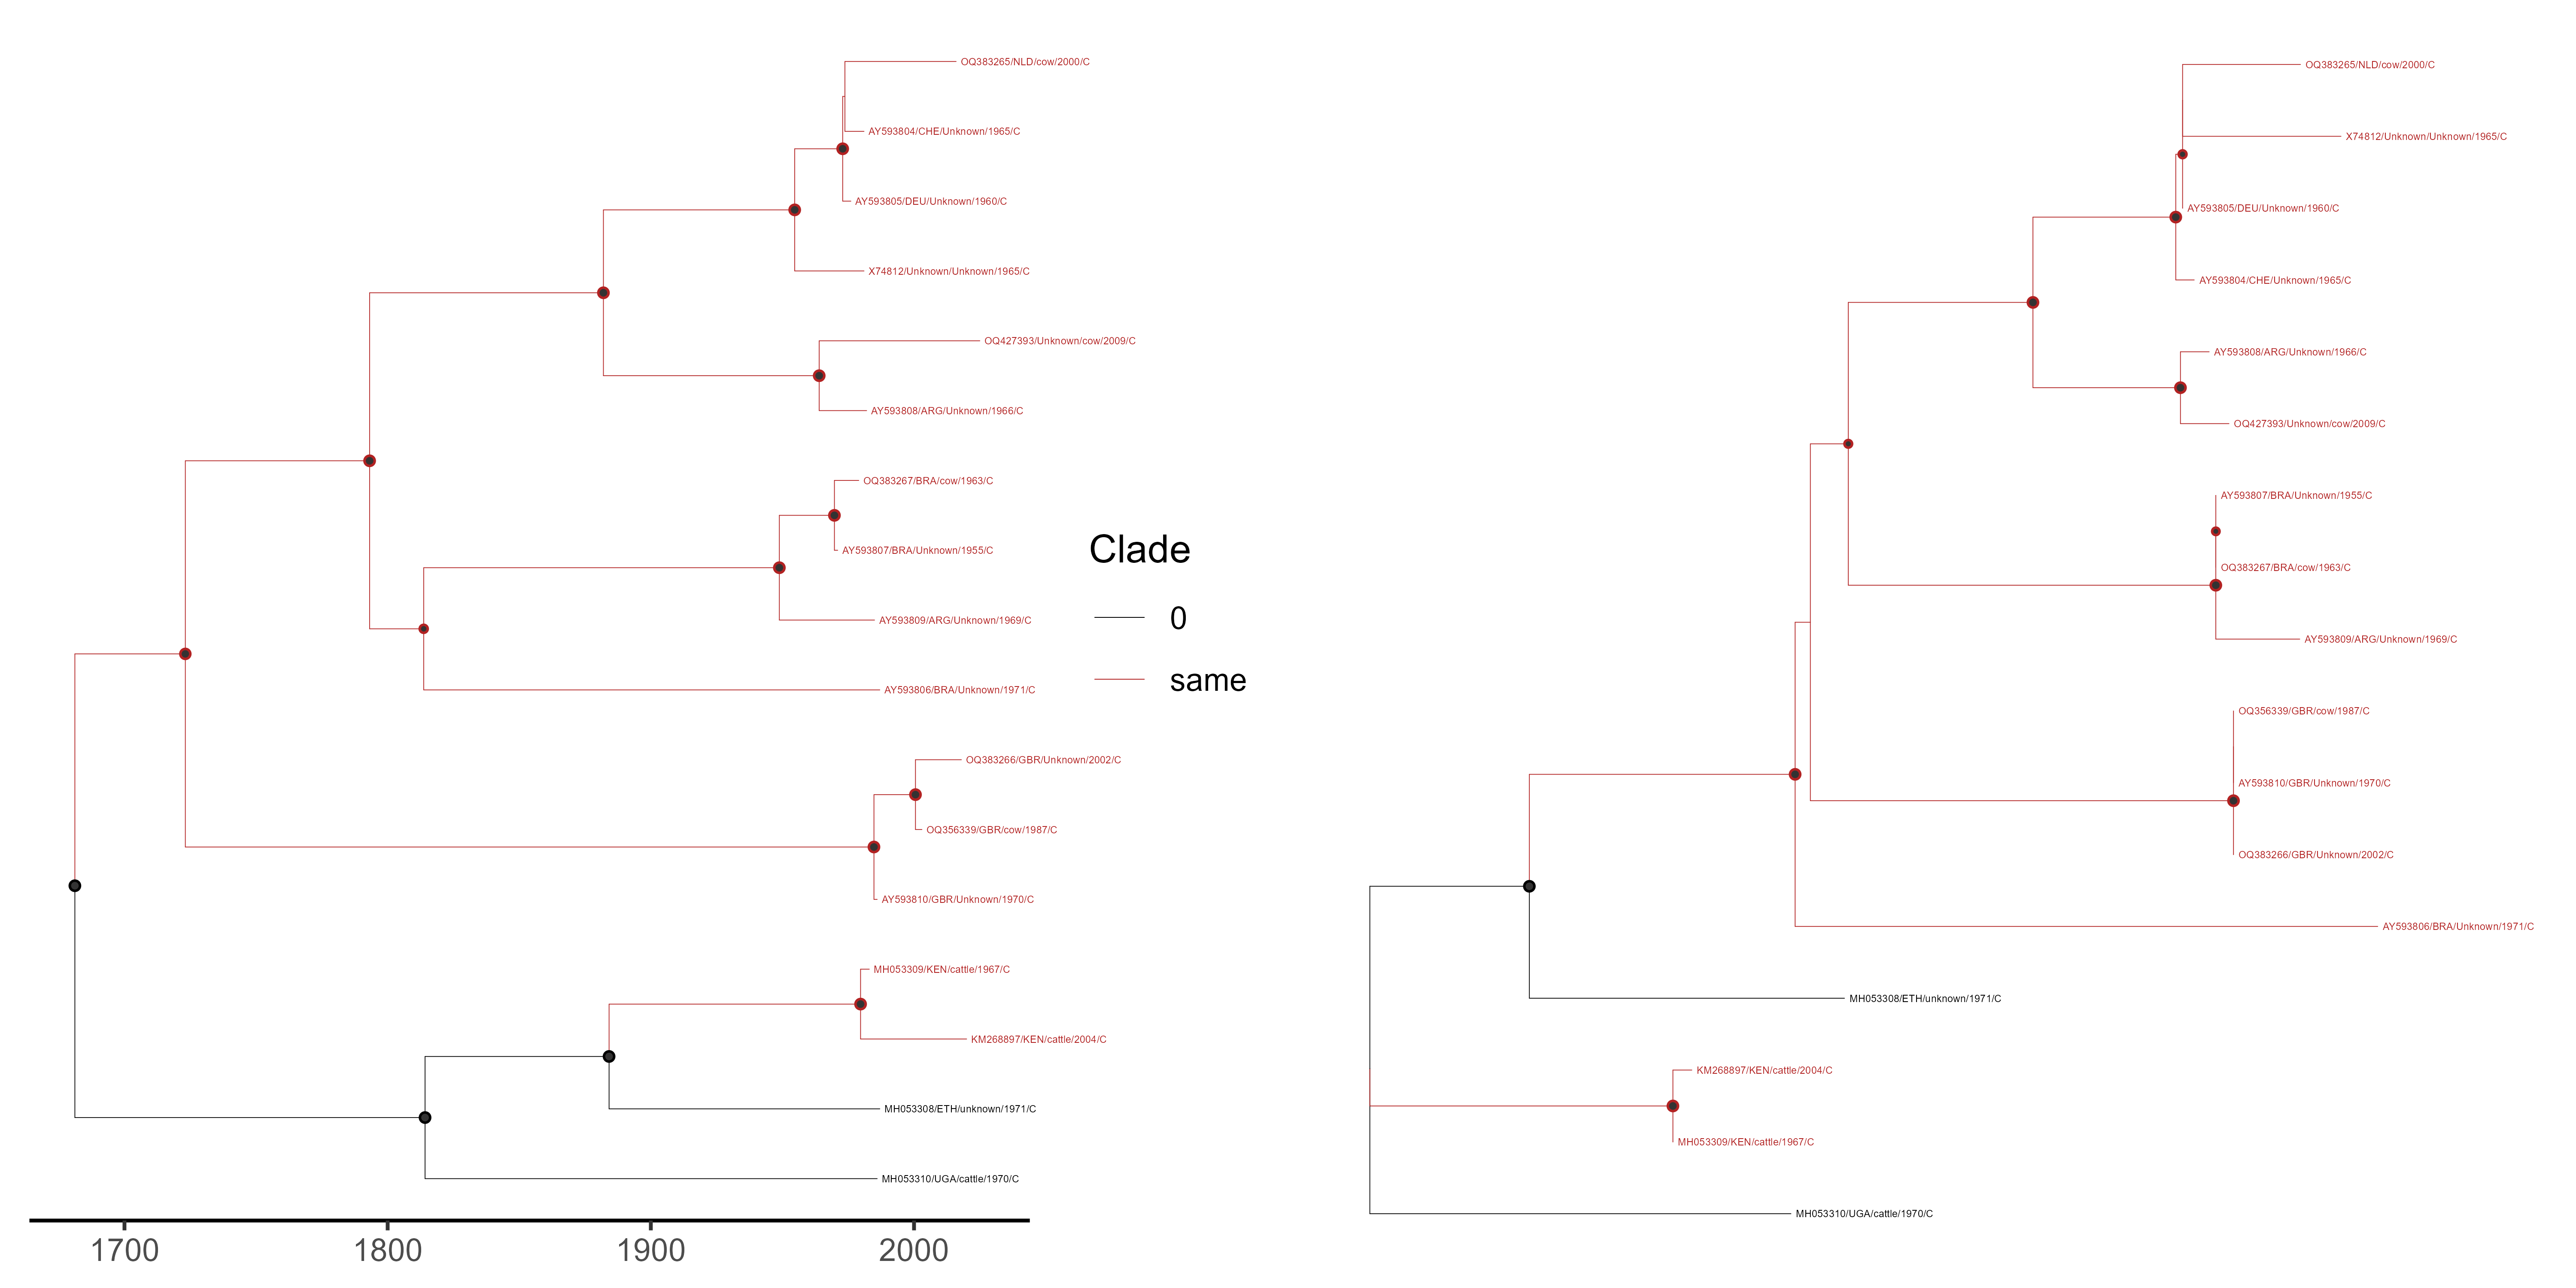 OQ383265/NLD/cow/2000/C
AY593804/CHE/Unknown/1965/C
AY593805/DEU/Unknown/1960/C
X74812/Unknown/Unknown/1965/C
OQ427393/Unknown/cow/2009/C
AY593808/ARG/Unknown/1966/C
OQ383267/BRA/cow/1963/C
AY593807/BRA/Unknown/1955/C
AY593809/ARG/Unknown/1969/C
AY593806/BRA/Unknown/1971/C
OQ383266/GBR/Unknown/2002/C
OQ356339/GBR/cow/1987/C
AY593810/GBR/Unknown/1970/C
MH053309/KEN/cattle/1967/C
KM268897/KEN/cattle/2004/C
MH053308/ETH/unknown/1971/C
MH053310/UGA/cattle/1970/C
1700 1800 1900 2000
Clade
0
same
OQ383265/NLD/cow/2000/C
X74812/Unknown/Unknown/1965/C
AY593805/DEU/Unknown/1960/C
AY593804/CHE/Unknown/1965/C
AY593808/ARG/Unknown/1966/C
OQ427393/Unknown/cow/2009/C
AY593807/BRA/Unknown/1955/C
OQ383267/BRA/cow/1963/C
AY593809/ARG/Unknown/1969/C
OQ356339/GBR/cow/1987/C
AY593810/GBR/Unknown/1970/C
OQ383266/GBR/Unknown/2002/C
AY593806/BRA/Unknown/1971/C
MH053308/ETH/unknown/1971/C
KM268897/KEN/cattle/2004/C
MH053309/KEN/cattle/1967/C
MH053310/UGA/cattle/1970/C